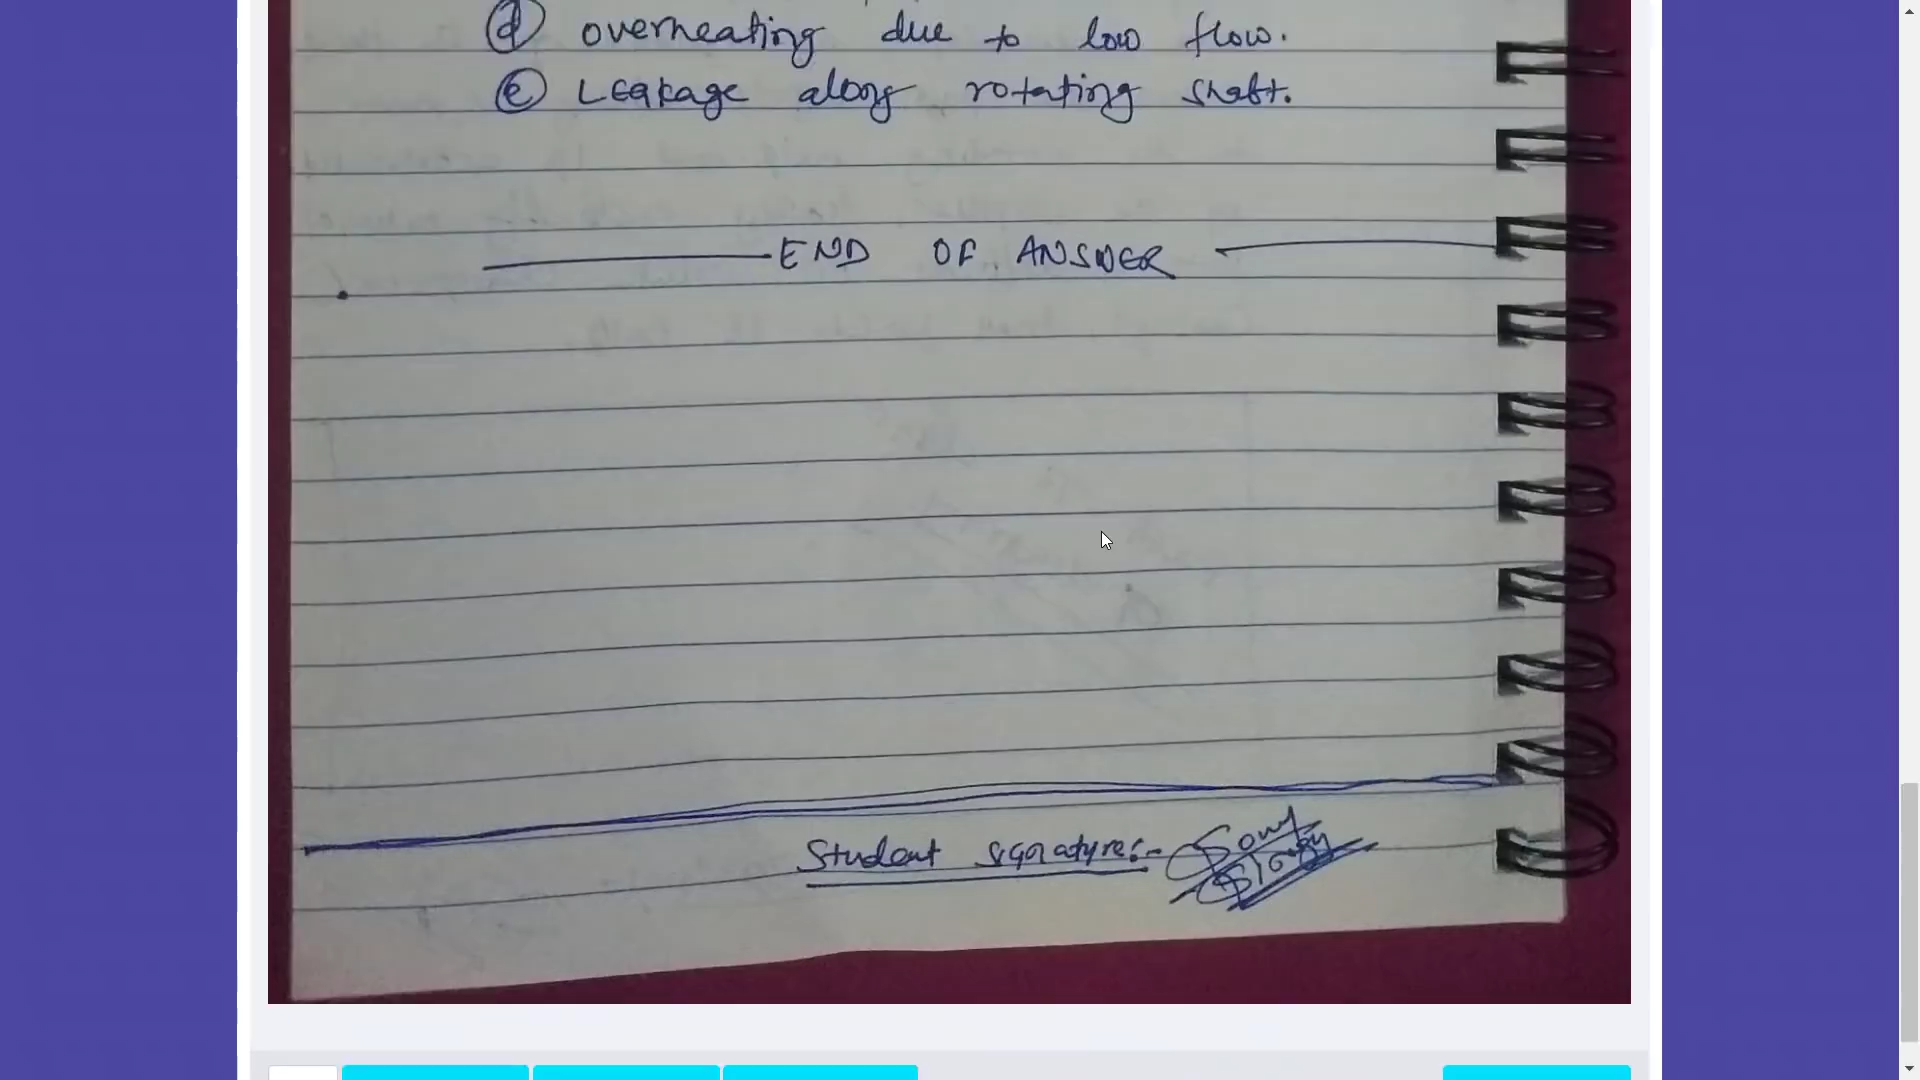 (d) overheating due to low flow.
(e) Leakage along rotating shaft.
END OF ANSWER
Student signature:-